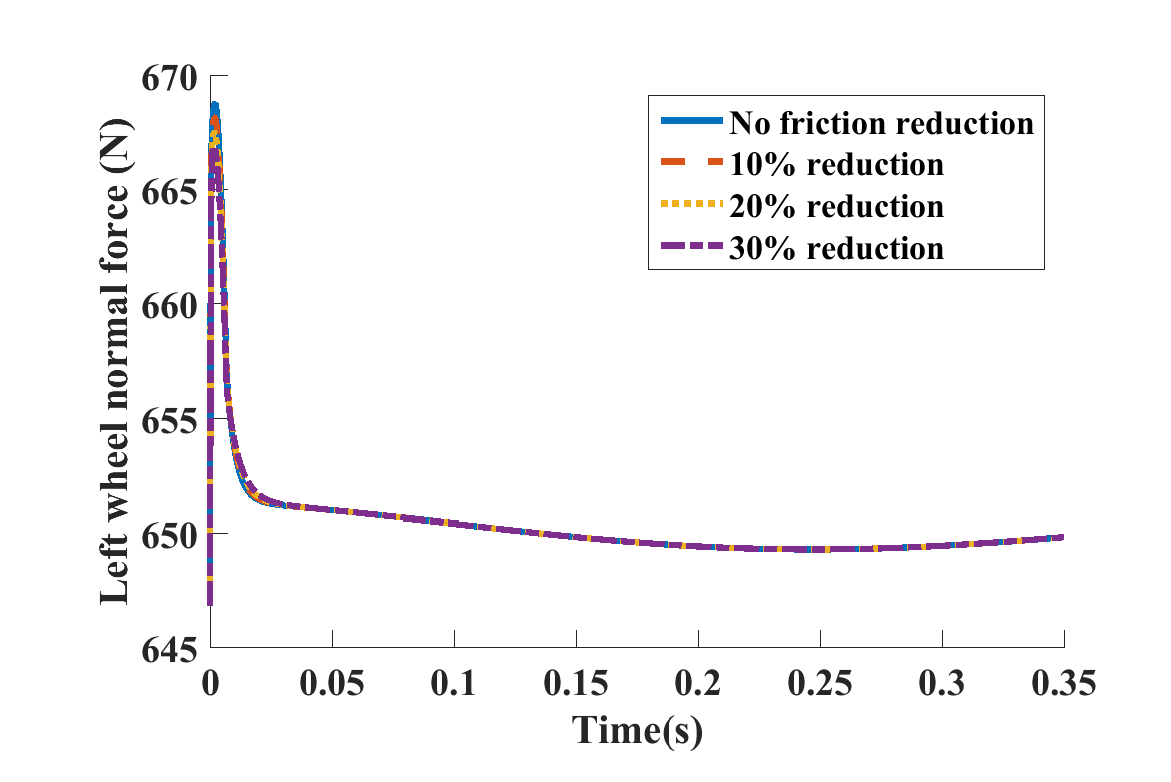 670
665
660
655
650
645
Left wheel normal force (N)
No friction reduction
10% reduction
20% reduction
30% reduction
0
0.05
0.1
0.15
0.2
0.25
0.3
0.35
Time(s)